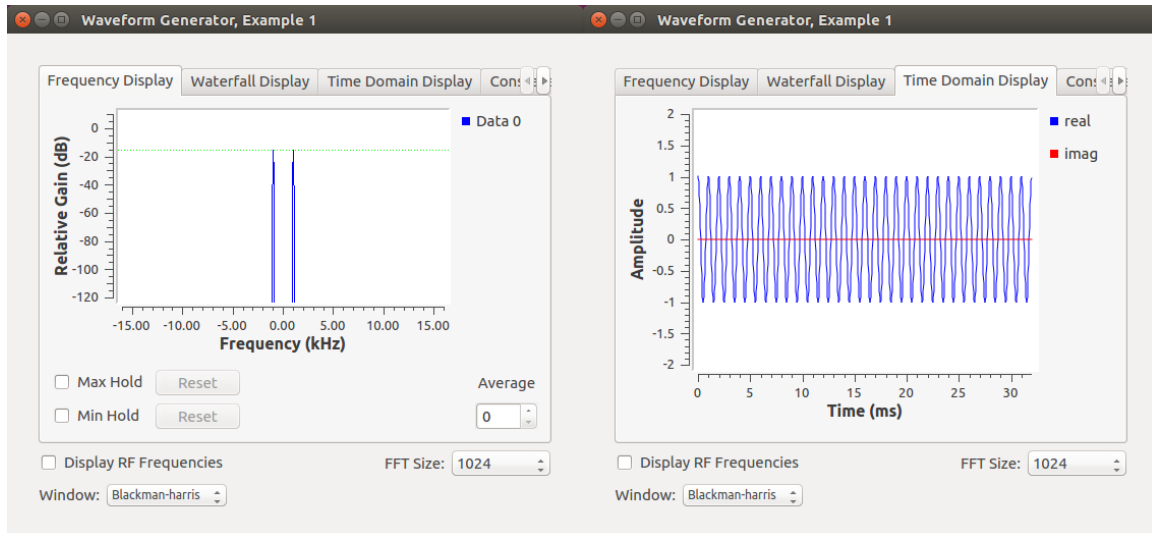 Waveform Generator, Example 1
Frequency Display Waterfall Display Time Domain Display
Data 0
0
-20
-40
-60
-80
-100
-120
Relative Gain (dB)
-15.00 -10.00 -5.00 0.00 5.00 10.00 15.00
Frequency (kHz)
Max Hold Reset
Average
Min Hold Reset
0
Display RF Frequencies
FFT Size: 1024
Window: Blackman-harris
Waveform Generator, Example 1
Frequency Display Waterfall Display Time Domain Display
real
imag
2
1.5
1
0.5
0
-0.5
-1
-1.5
-2
Amplitude
0 5 10 15 20 25 30
Time (ms)
Display RF Frequencies
FFT Size: 1024
Window: Blackman-harris